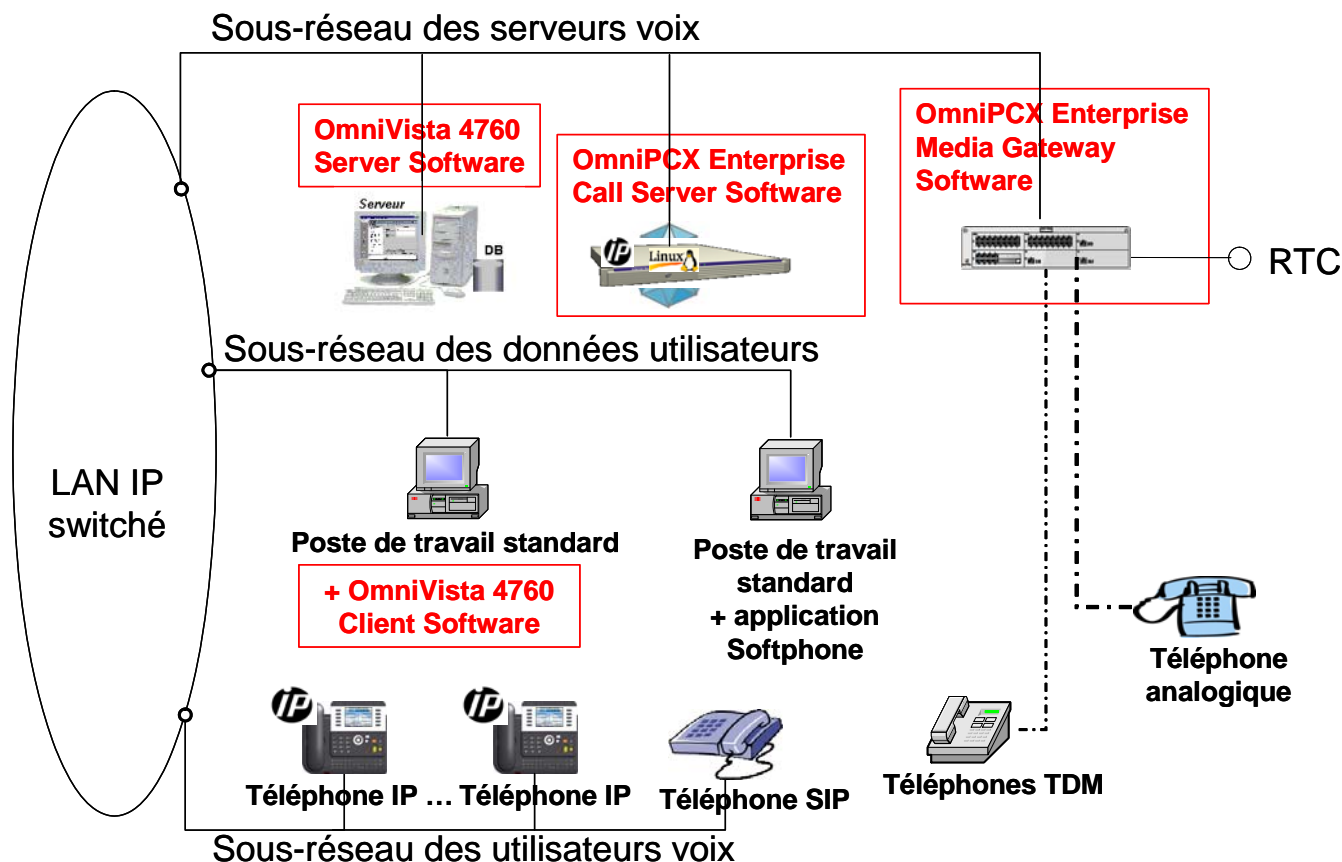 Sous-réseau des serveurs voix
OmniVista 4760
Server Software
OmniPCX Enterprise
Call Server Software
OmniPCX Enterprise
Media Gateway
Software
Serveur
DB
IP
Linux
RTC
Sous-réseau des données utilisateurs
LAN IP
switché
Poste de travail standard
+ OmniVista 4760
Client Software
Poste de travail
standard
+ application
Softphone
Téléphone
analogique
IP
IP
Téléphone IP … Téléphone IP
Téléphone SIP
Téléphones TDM
Sous-réseau des utilisateurs voix